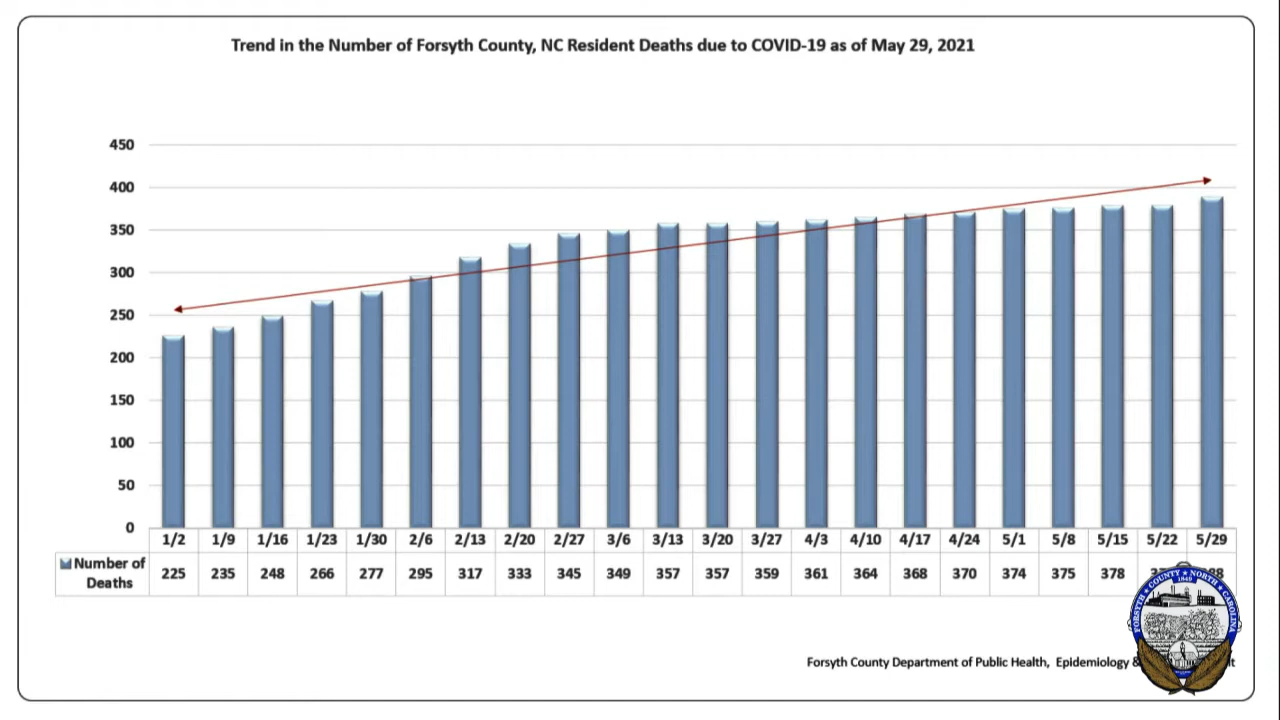 Trend in the Number of Forsyth County, NC Resident Deaths due to COVID-19 as of May 29, 2021
450
400
350
300
250
200
150
100
50
0
1/2 1/9 1/16 1/23 1/30 2/6 2/13 2/20 2/27 3/6 3/13 3/20 3/27 4/3 4/10 4/17 4/24 5/1 5/8 5/15 5/22 5/29
Number of Deaths 225 235 248 266 277 295 317 333 345 349 357 357 359 361 364 368 370 374 375 378
FORSYTH COUNTY ★ NORTH CAROLINA
1849
Forsyth County Department of Public Health, Epidemiology &